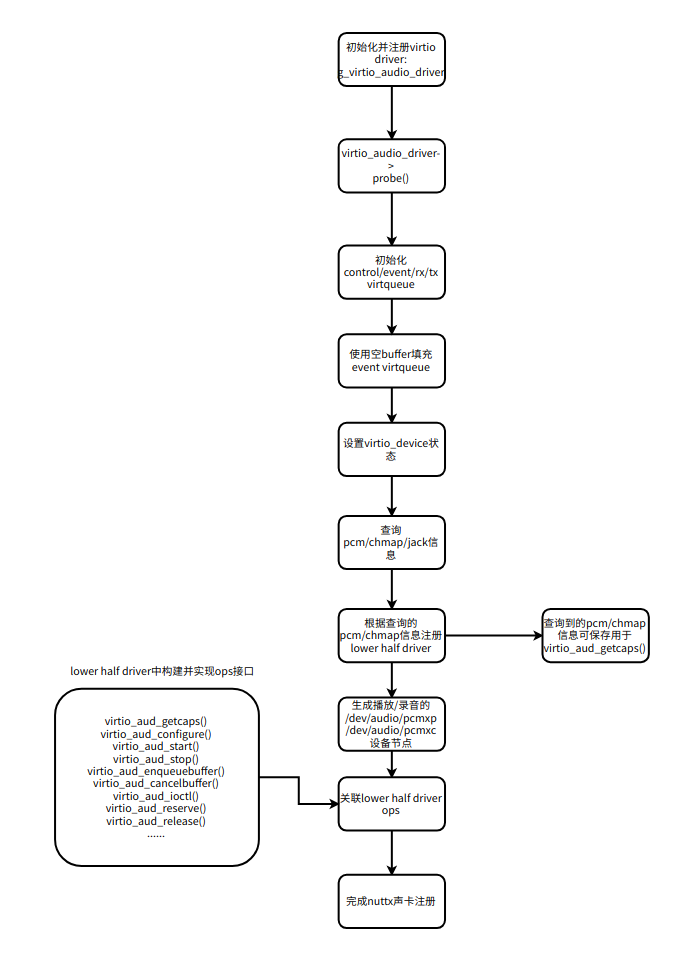 初始化并注册virtio
driver:
g_virtio_audio_driver
virtio_audio_driver-
>
probe()
初始化
control/event/rx/tx
virtqueue
使用空buffer填充
event virtqueue
设置virtio_device状
态
查询
pcm/chmap/jack信
息
根据查询的
pcm/chmap信息注册
lower half driver
查询到的pcm/chmap
信息可保存用于
virtio_aud_getcaps()
生成播放/录音的
/dev/audio/pcmxp
/dev/audio/pcmxc
设备节点
lower half driver中构建并实现ops接口
virtio_aud_getcaps()
virtio_aud_configure()
virtio_aud_start()
virtio_aud_stop()
virtio_aud_enqueuebuffer()
virtio_aud_cancelbuffer()
virtio_aud_ioctl()
virtio_aud_reserve()
virtio_aud_release()
......
关联lower half driver
ops
完成nuttx声卡注册